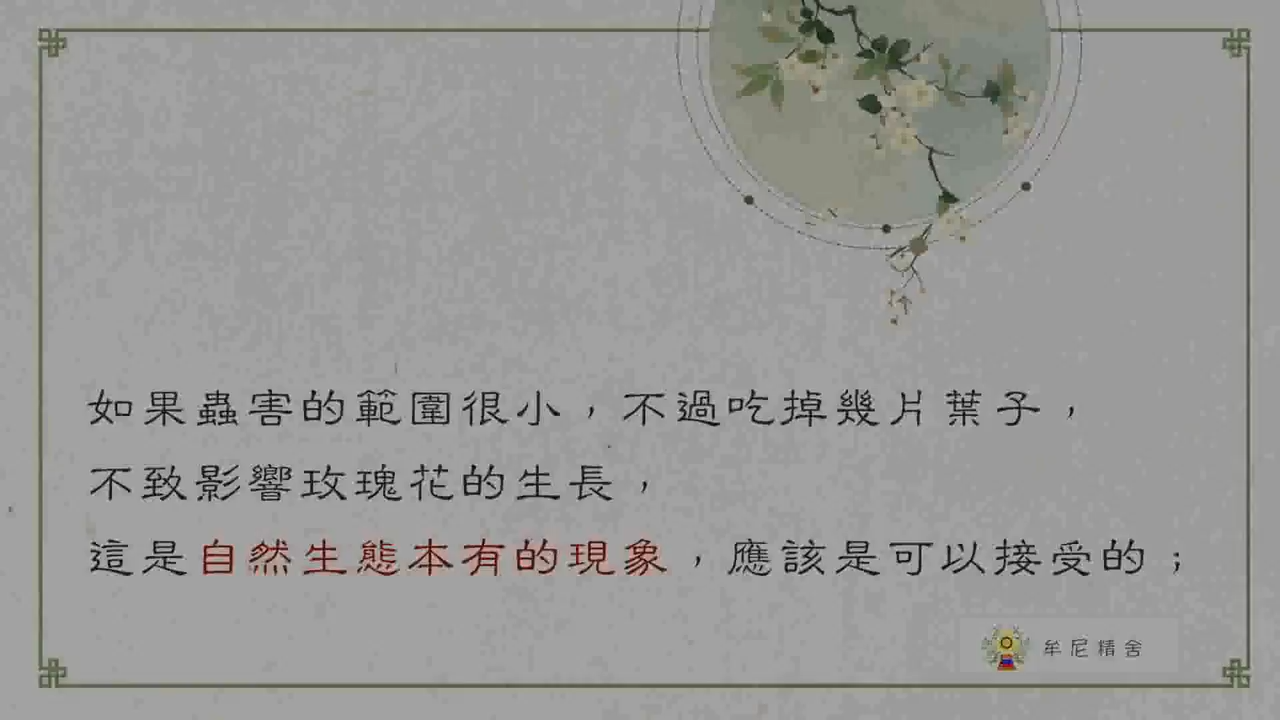 如果蟲害的範圍很小，不過吃掉幾片葉子，
不致影響玫瑰花的生長，
這是自然生態本有的現象，應該是可以接受的；
牟尼精舍